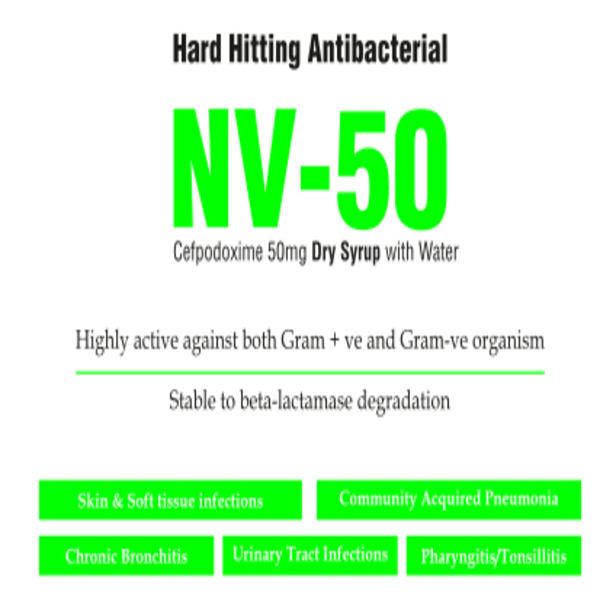 Hard Hitting Antibacterial
NV-50
Cefpodoxime 50mg Dry Syrup with Water
Highly active against both Gram + ve and Gram-ve organism
Stable to beta-lactamase degradation
Skin & Soft tissue infections
Community Acquired Pneumonia
Chronic Bronchitis
Urinary Tract Infections
Pharyngitis/Tonsillitis